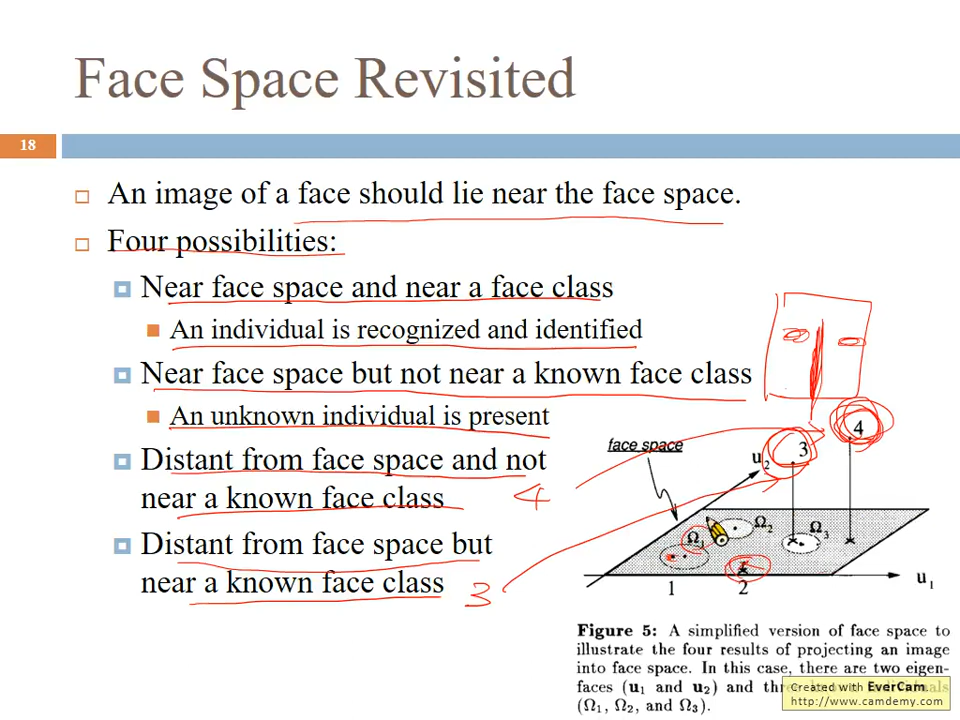 Face Space Revisited
18
An image of a face should lie near the face space.
Four possibilities:
Near face space and near a face class
An individual is recognized and identified
Near face space but not near a known face class
An unknown individual is present
Distant from face space and not
near a known face class
4
Distant from face space but
near a known face class
3
face space
u2
3
4
Ω1
Ω2
Ω3
1
2
u1
Figure 5: A simplified version of face space to
illustrate the four results of projecting an image
into face space. In this case, there are two eigen-
faces (u1 and u2) and
(Ω1, Ω2, and Ω3).
Created with EverCam
http://www.camdemy.com